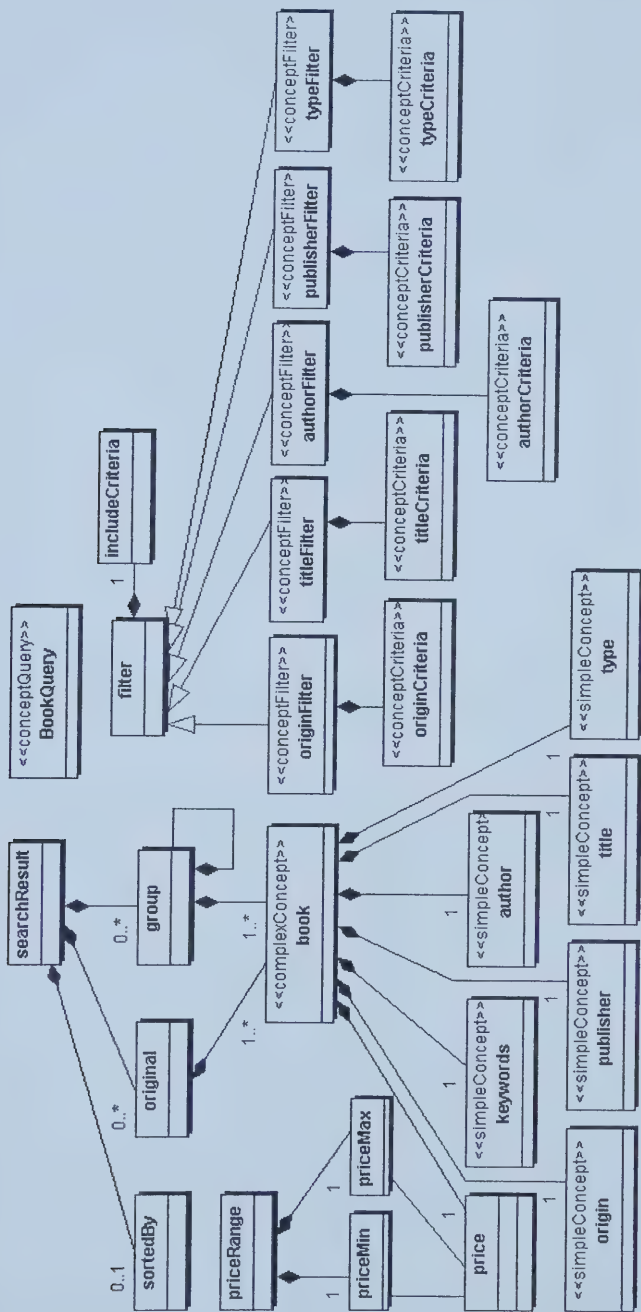 <<conceptQuery>>
BookQuery
searchResult
includeCriteria
1
filter
0..1
sortedBy
0..*
original
0..*
group
<<conceptFilter>>
originFilter
<<conceptFilter>
titleFilter
<<conceptFilter>
authorFilter
<<conceptFilter>
publisherFilter
<<conceptFilter>
typeFilter
priceRange
1..*
1..*
<<complexConcept>>
book
<<conceptCriteria>>
originCriteria
<<conceptCriteria>
titleCriteria
<<conceptCriteria>
publisherCriteria
<<conceptCriteria>
typeCriteria
1
priceMin
1
priceMax
<<conceptCriteria>>
authorCriteria
1
price
1
<<simpleConcept>
keywords
1
<<simpleConcept>
author
1
<<simpleConcept>
type
1
<<simpleConcept>
origin
1
<<simpleConcept>
publisher
1
<<simpleConcept>
title